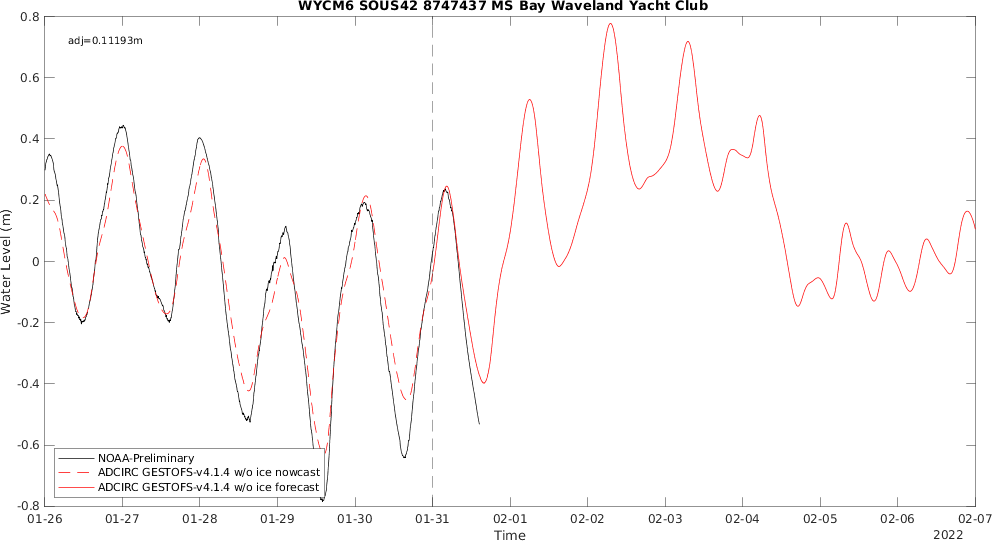 WYCM6 SOUS42 8747437 MS Bay Waveland Yacht Club
adj=0.11193m
0.8
0.6
0.4
0.2
0
-0.2
-0.4
-0.6
-0.8
Water Level (m)
NOAA-Preliminary
ADCIRC GESTOFS-v4.1.4 w/o ice nowcast
ADCIRC GESTOFS-v4.1.4 w/o ice forecast
01-26 01-27 01-28 01-29 01-30 01-31 02-01 02-02 02-03 02-04 02-05 02-06 02-07
Time
2022